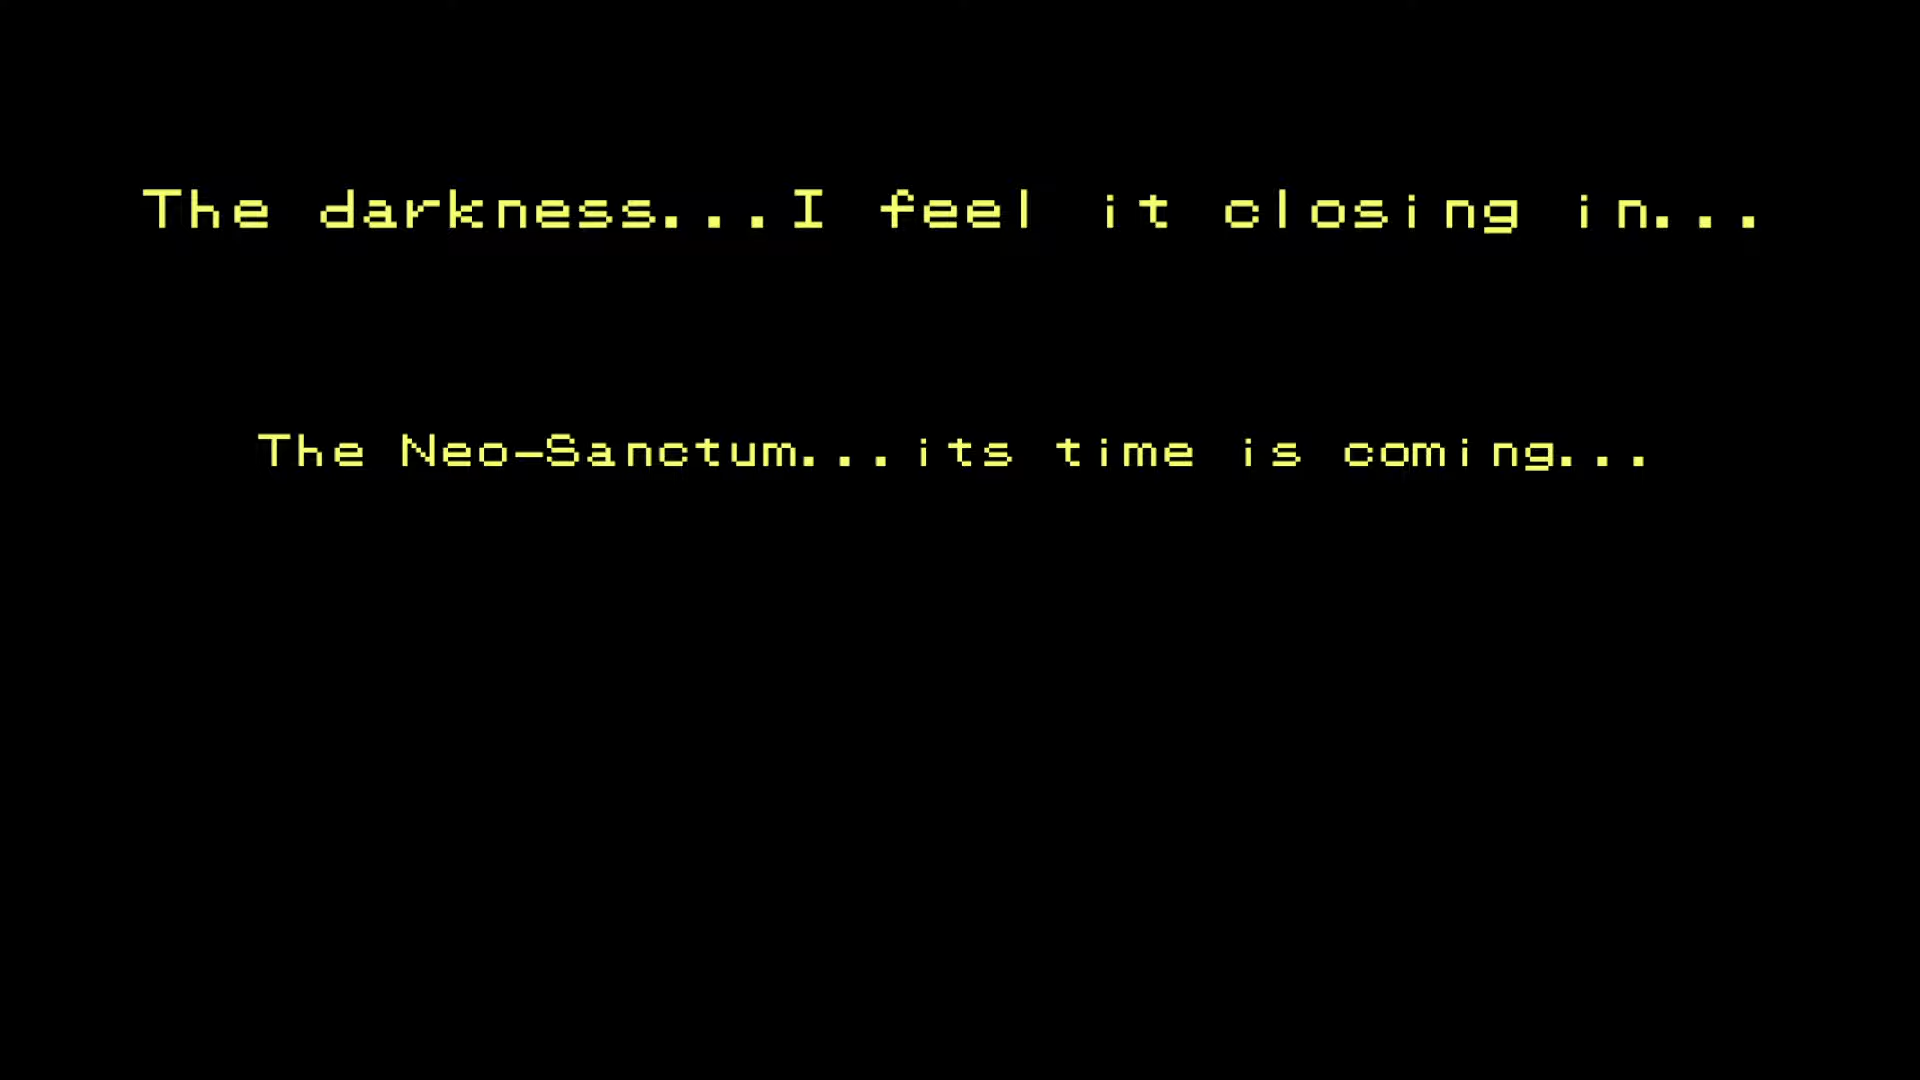 The darkness...I feel it closing in...
The Neo-Sanctum...its time is coming...